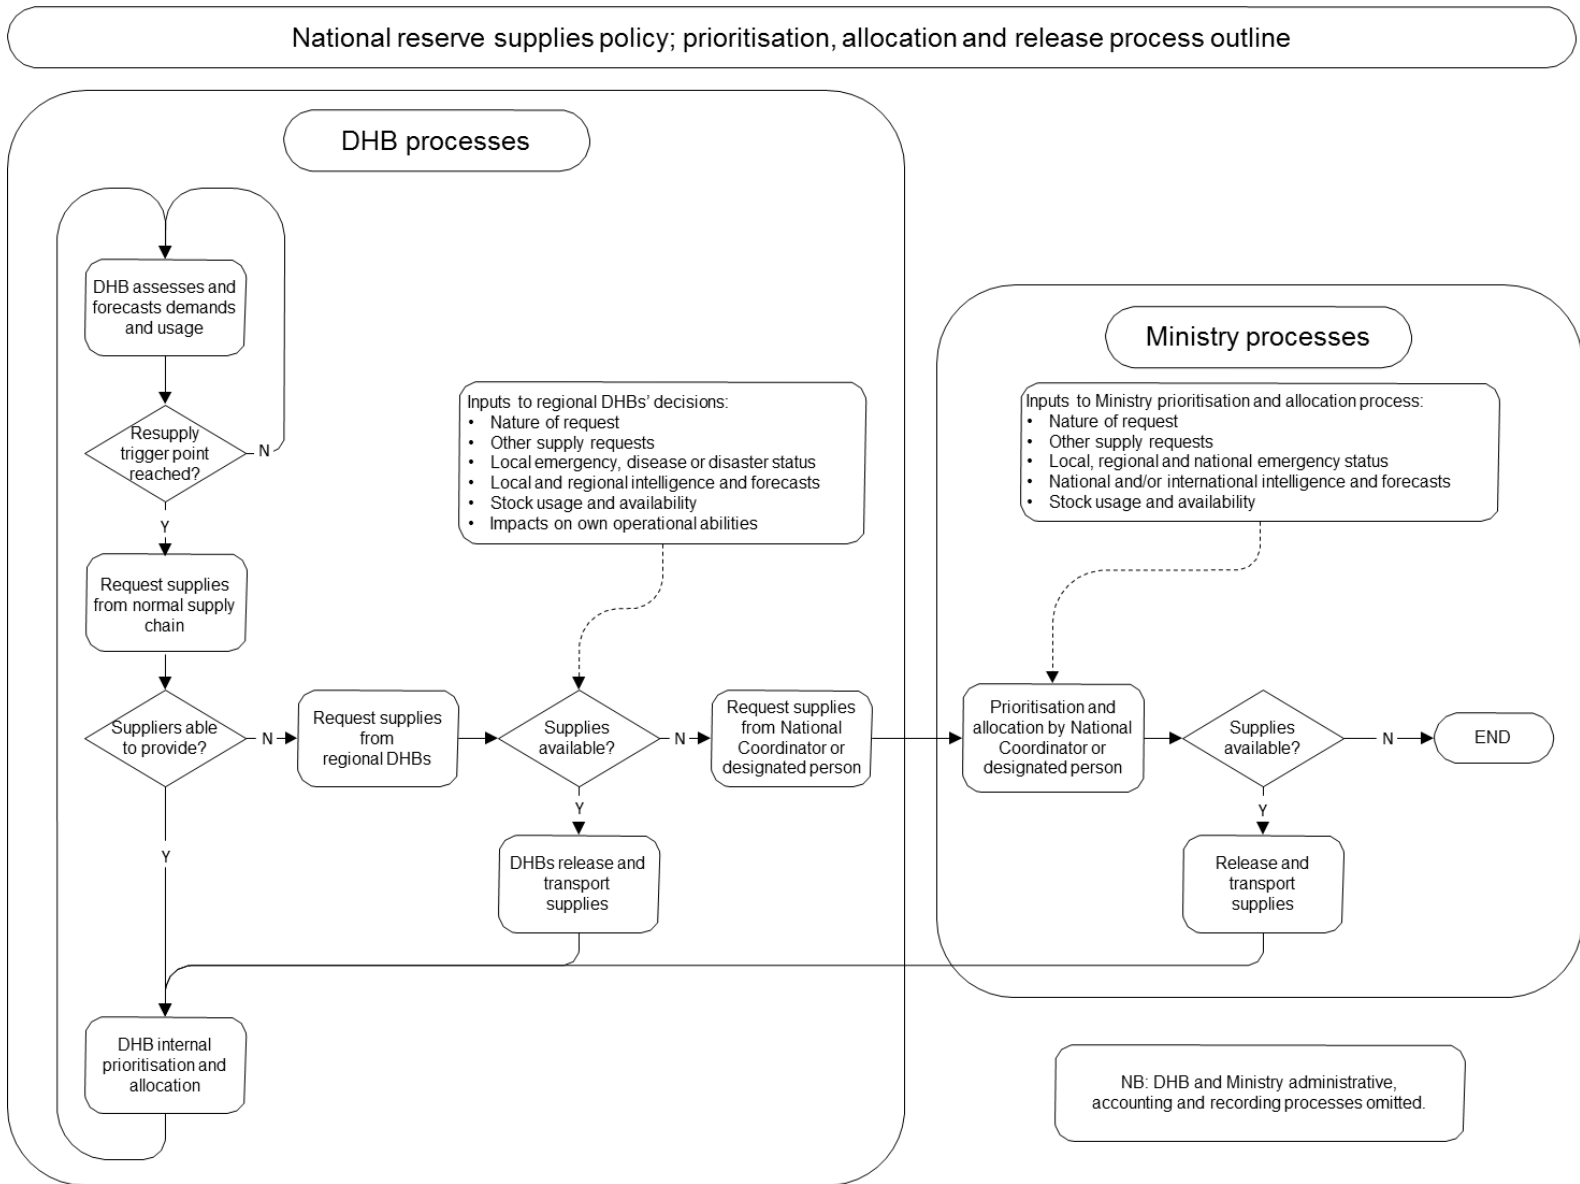 National reserve supplies policy; prioritisation, allocation and release process outline
DHB processes
DHB assesses and
forecasts demands
and usage
Resupply
trigger point
reached?
N
Y
Request supplies
from normal supply
chain
Suppliers able
to provide?
N
Y
Request supplies
from
regional DHBs
Inputs to regional DHBs' decisions:
• Nature of request
• Other supply requests
• Local emergency, disease or disaster status
• Local and regional intelligence and forecasts
• Stock usage and availability
• Impacts on own operational abilities
Supplies
available?
N
Y
DHBs release and
transport
supplies
Request supplies
from National
Coordinator or
designated person
DHB internal
prioritisation and
allocation
Ministry processes
Inputs to Ministry prioritisation and allocation process:
• Nature of request
• Other supply requests
• Local, regional and national emergency status
• National and/or international intelligence and forecasts
• Stock usage and availability
Prioritisation and
allocation by National
Coordinator or
designated person
Supplies
available?
N
END
Y
Release and
transport
supplies
NB: DHB and Ministry administrative,
accounting and recording processes omitted.